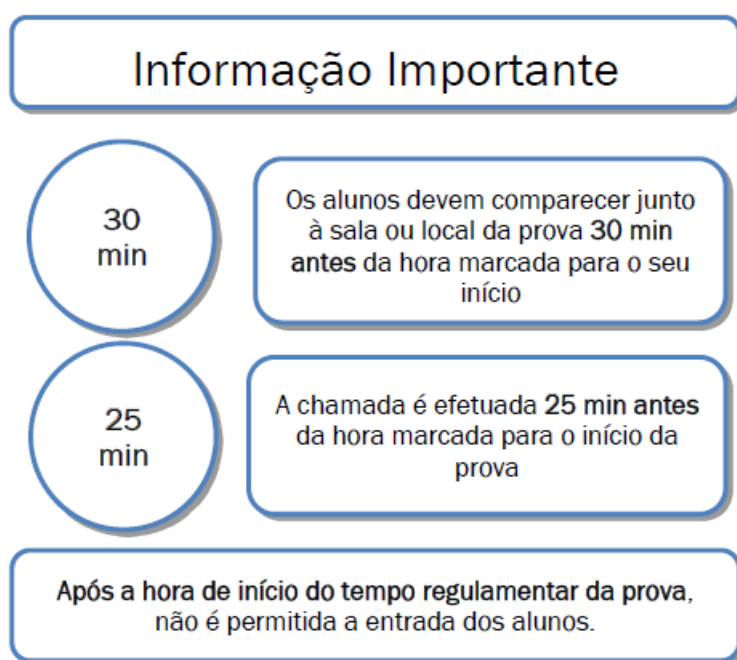 Informação Importante
30
min
Os alunos devem comparecer junto
à sala ou local da prova 30 min
antes da hora marcada para o seu
início
25
min
A chamada é efetuada 25 min antes
da hora marcada para o início da
prova
Após a hora de início do tempo regulamentar da prova,
não é permitida a entrada dos alunos.